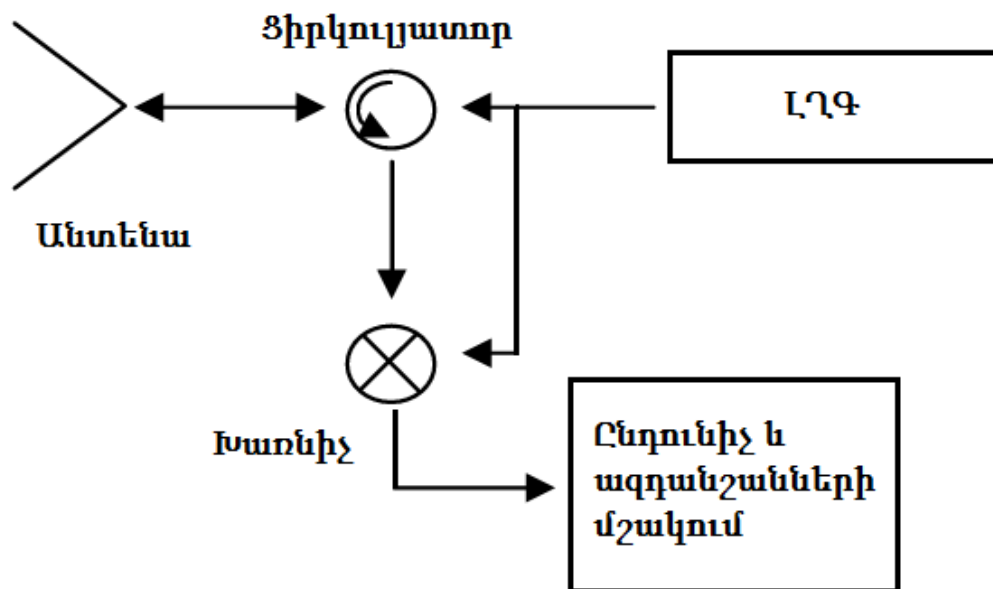 Ցիրկուլյատոր
ԼՂԳ
Անտենա
Խառնիչ
Ընդունիչ և
ազդանշանների
մշակում